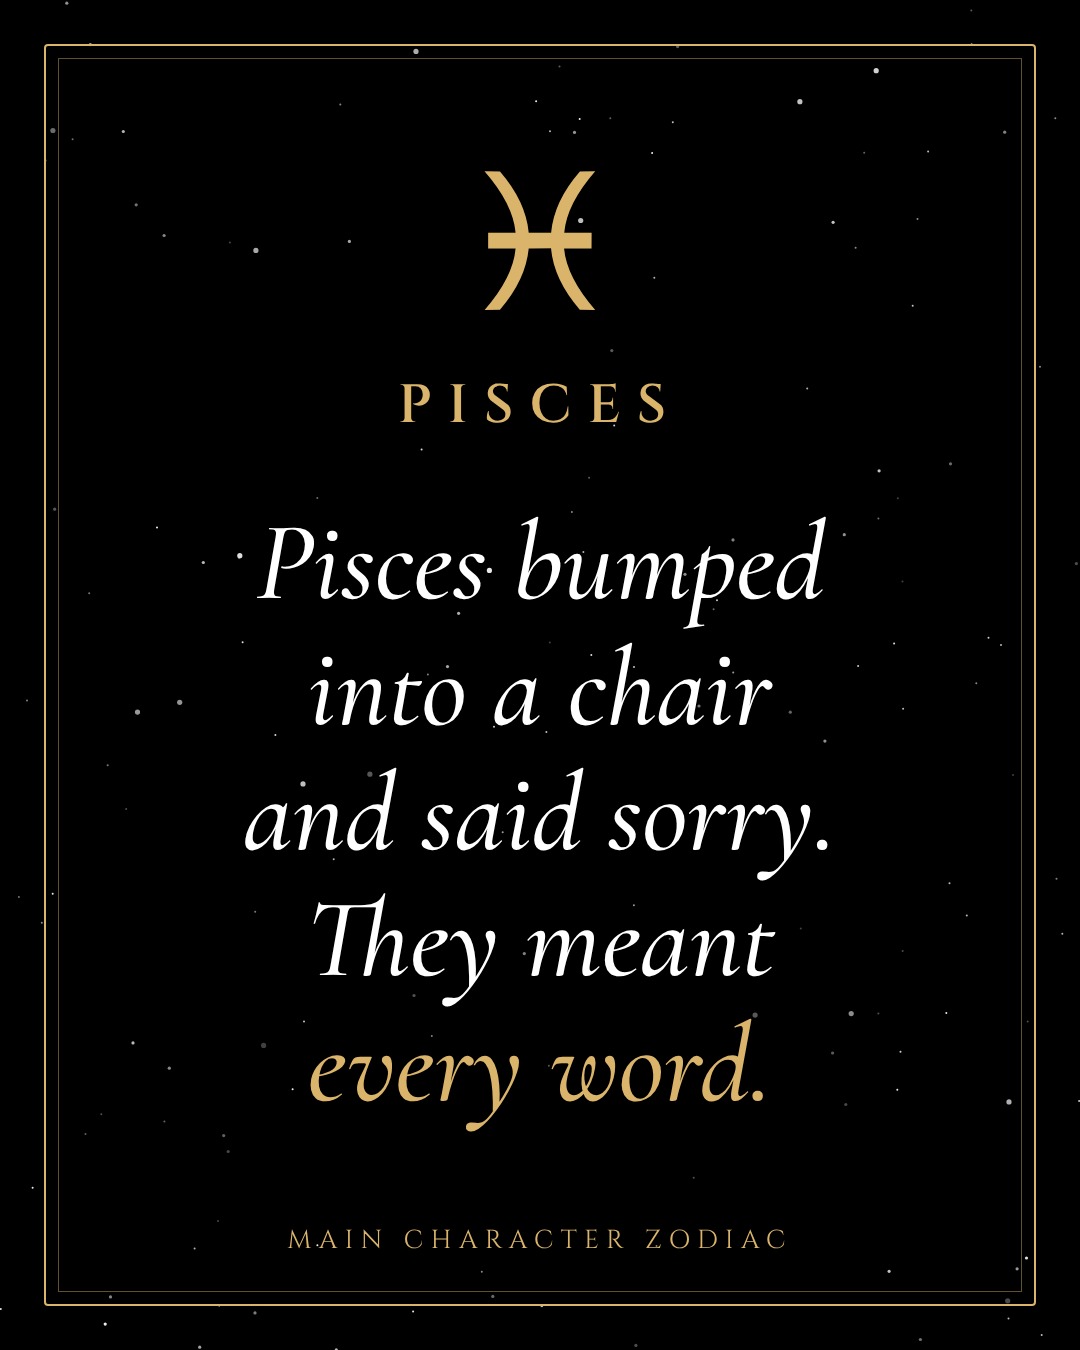 ♓
PISCES
Pisces bumped
into a chair
and said sorry.
They meant
every word.
MAIN CHARACTER ZODIAC